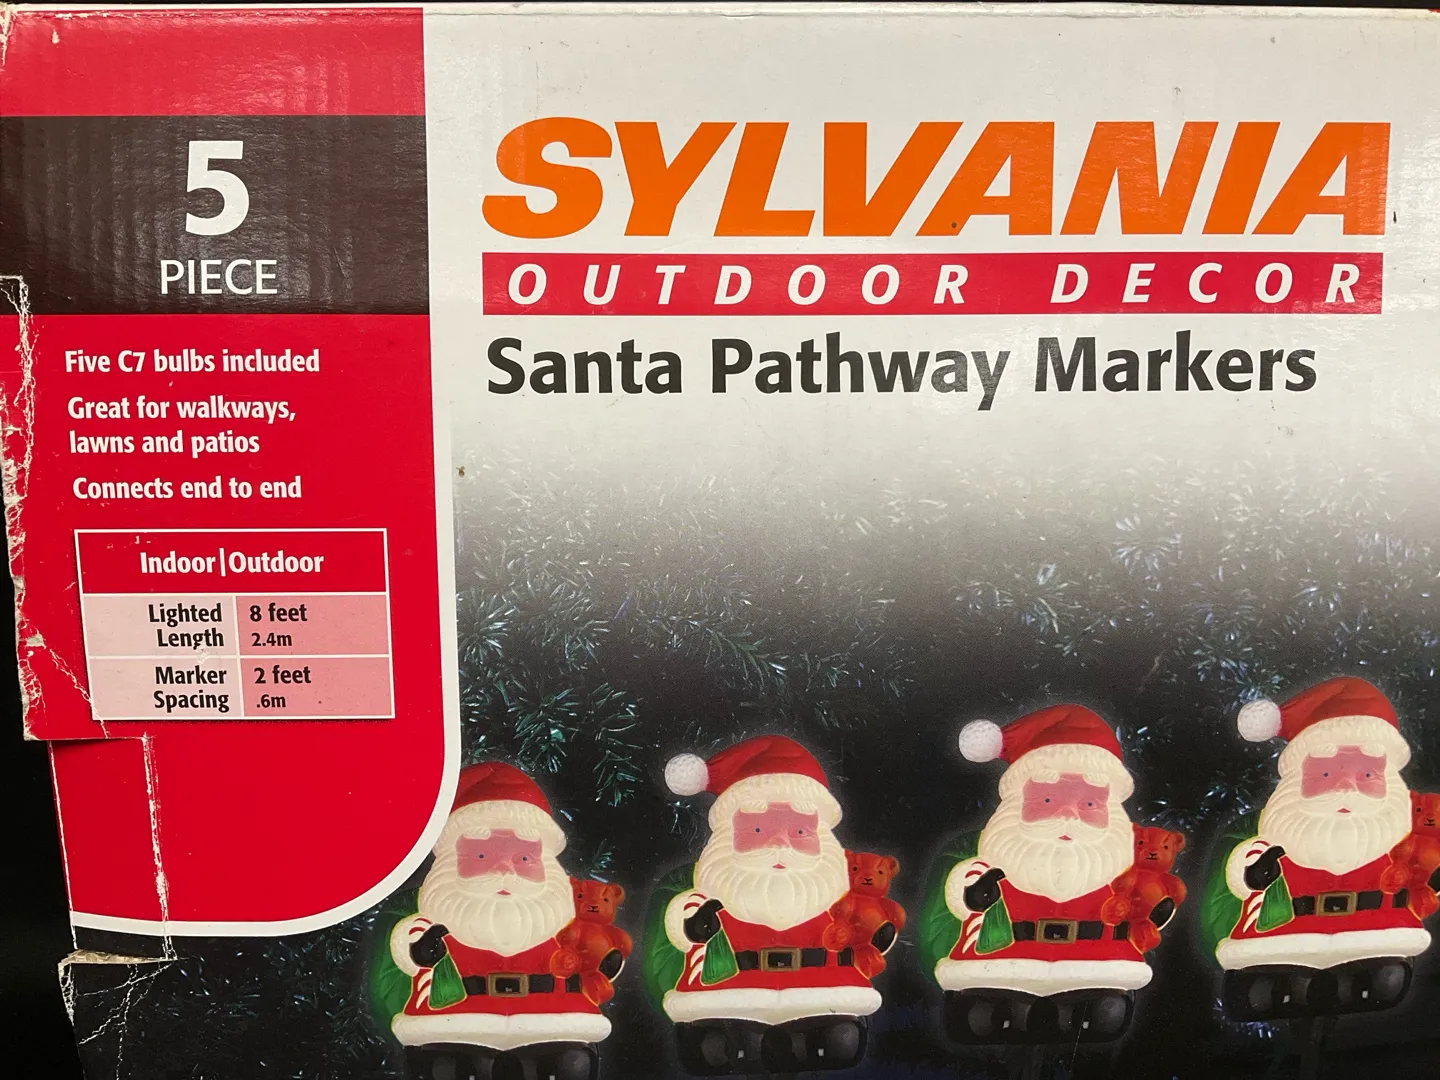 5
PIECE
Five C7 bulbs included
Great for walkways,
lawns and patios
Connects end to end
Indoor|Outdoor
Lighted Length 8 feet 2.4m
Marker Spacing 2 feet .6m
SYLVANIA
OUTDOOR DECOR
Santa Pathway Markers